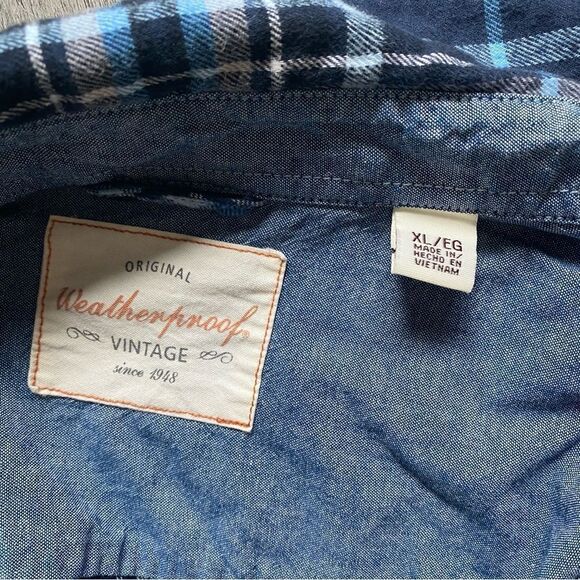 ORIGINAL
Weatherproof®
VINTAGE
since 1948
XL/EG
MADE IN/
HECHO EN
VIETNAM